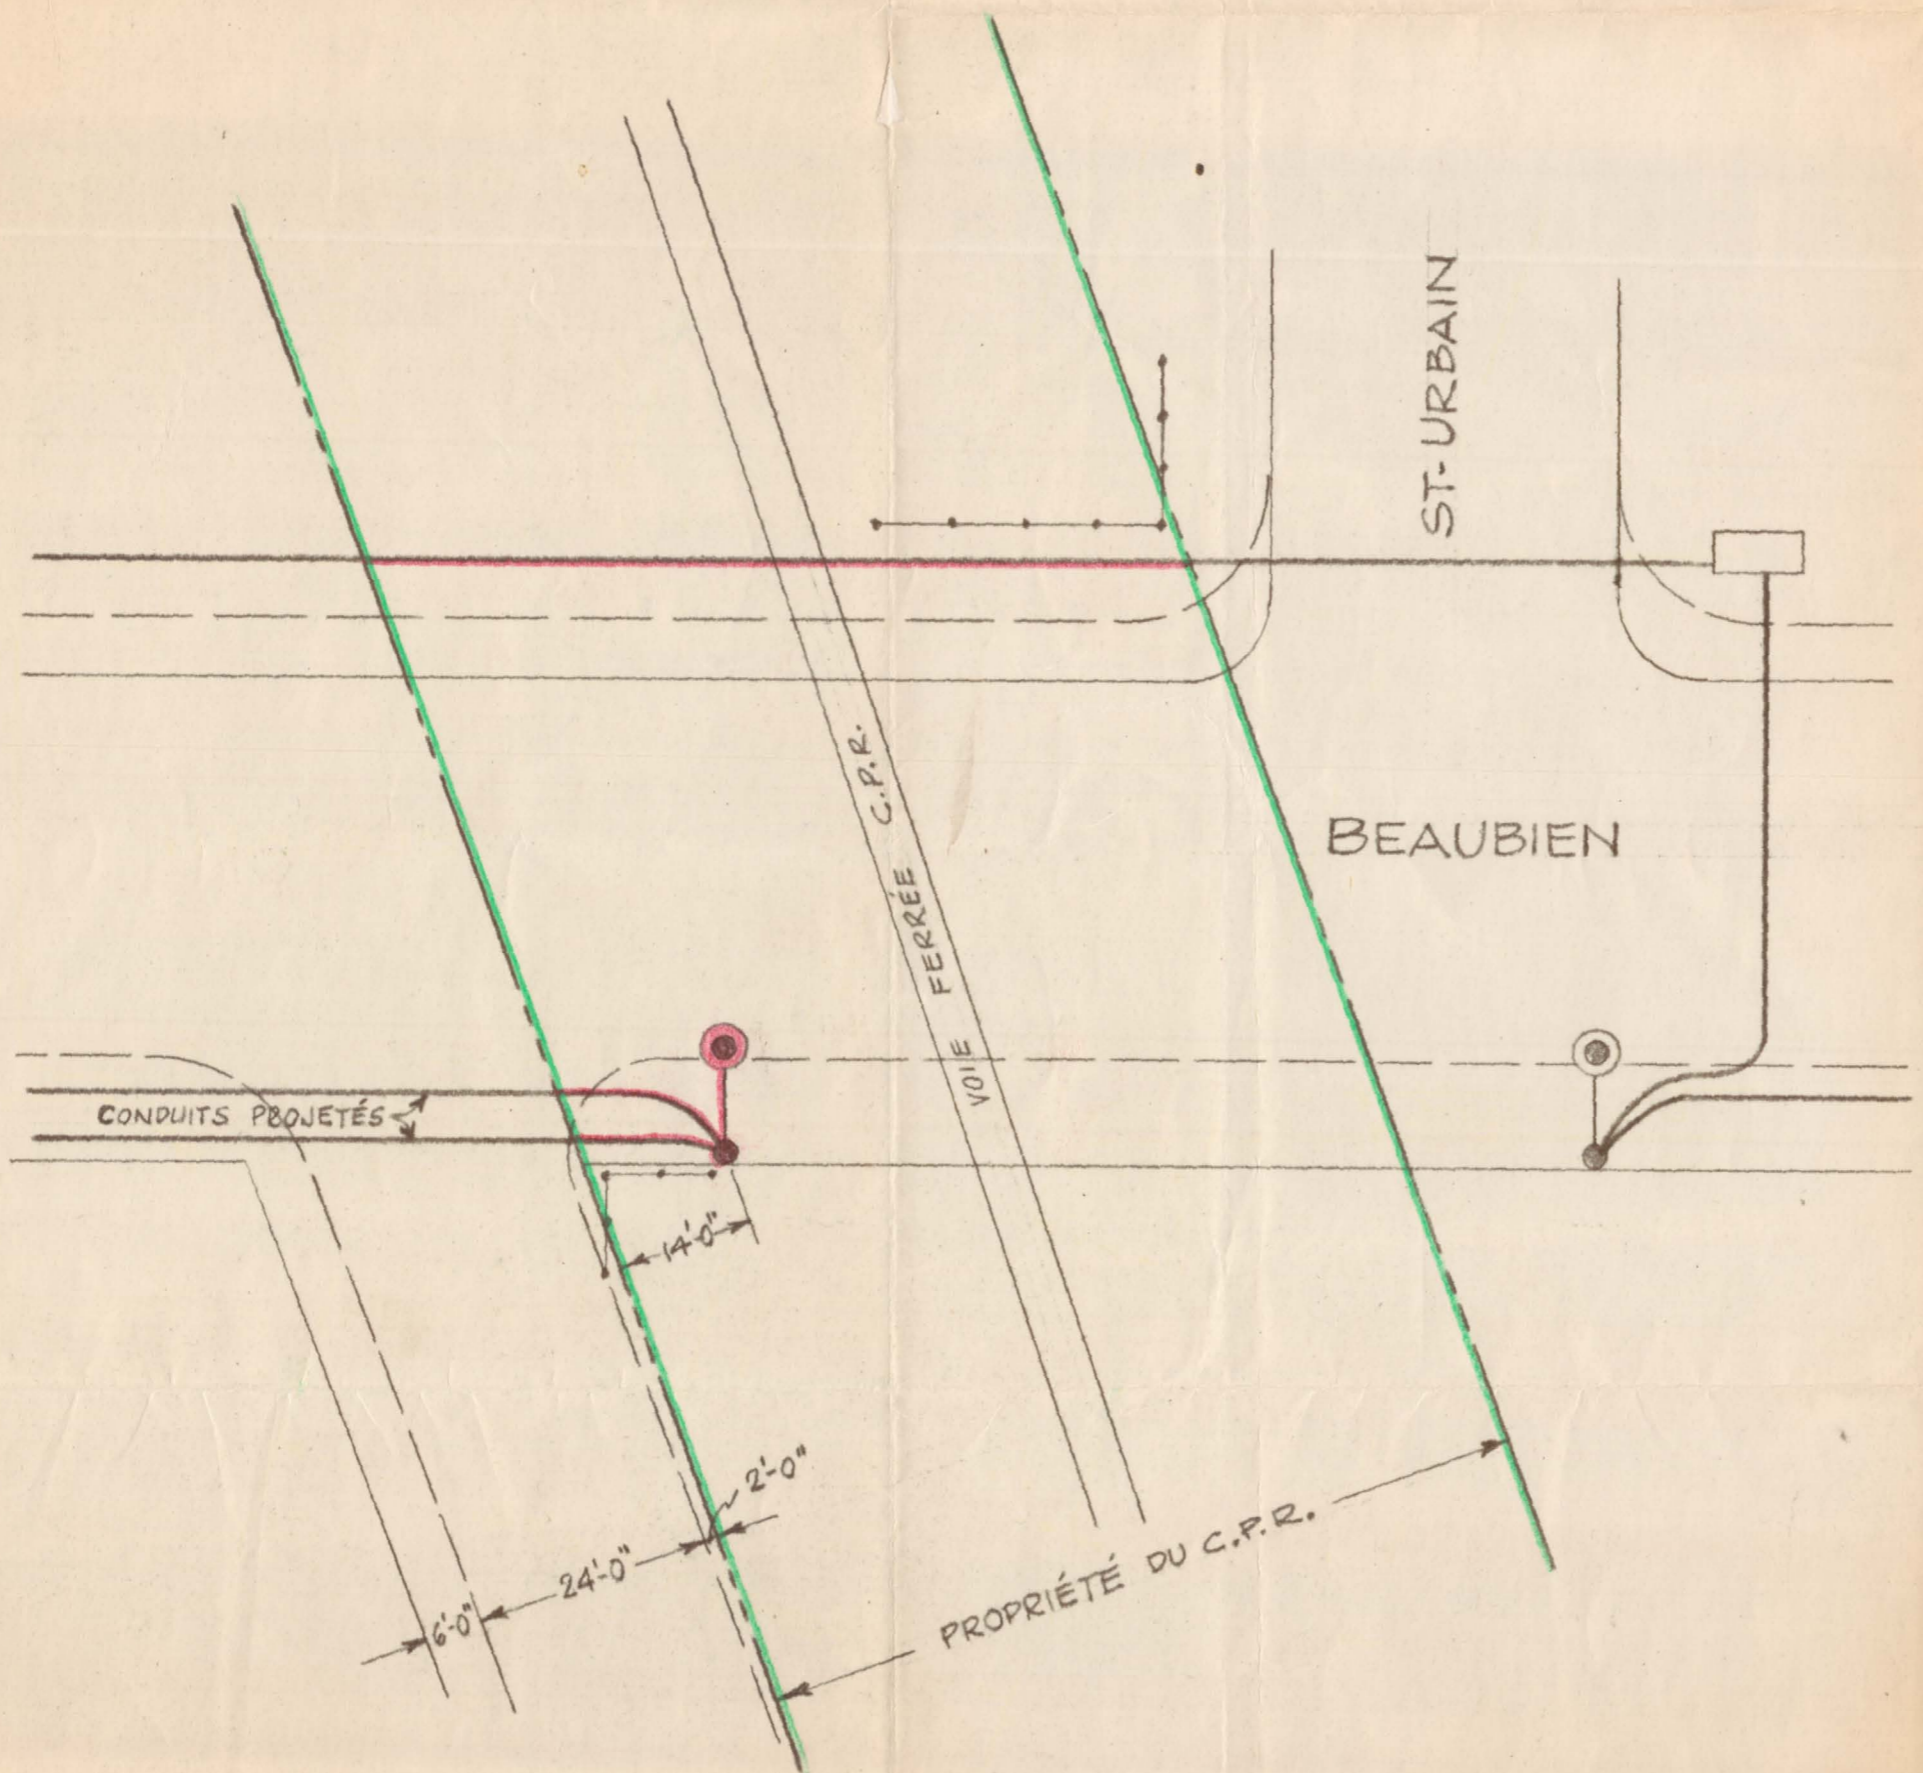 ST-URBAIN
BEAUBIEN
VOIE FERRÉE C.P.R.
CONDUITS PROJETÉS
14'-0"
2'-0"
24'-0"
6'-0"
PROPRIÉTÉ DU C.P.R.